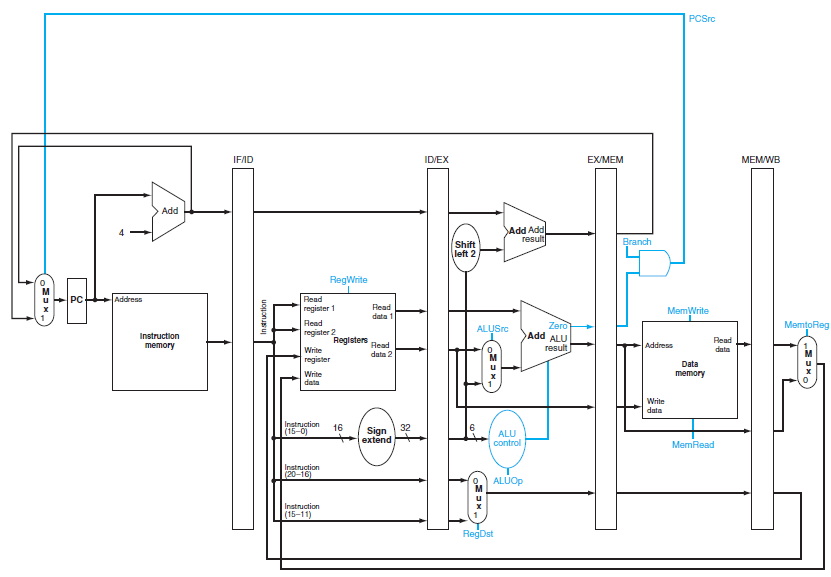 PCSrc
IF/ID
ID/EX
EX/MEM
MEM/WB
Add
4
Add Add
result
Shift
left 2
Branch
0
M
u
x
1
PC
Address
Instruction
memory
Instruction
RegWrite
Read
register 1
Read
register 2
Write
register
Write
data
Registers
Read
data 1
Read
data 2
ALUSrc
0
M
u
x
1
Add
Zero
ALU
result
MemWrite
Address
Read
data
Data
memory
Write
data
MemRead
MemtoReg
1
M
u
x
0
Instruction
(15–0)
16
Sign
extend
32
6
ALU
control
ALUOp
Instruction
(20–16)
Instruction
(15–11)
0
M
u
x
1
RegDst